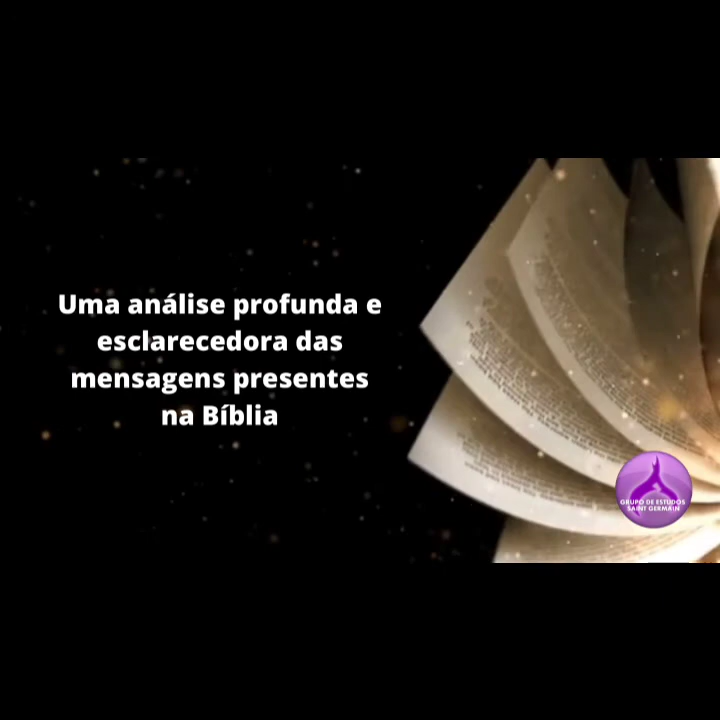 Uma análise profunda e
esclarecedora das
mensagens presentes
na Bíblia
GRUPO DE ESTUDOS
SAINT GERMAIN